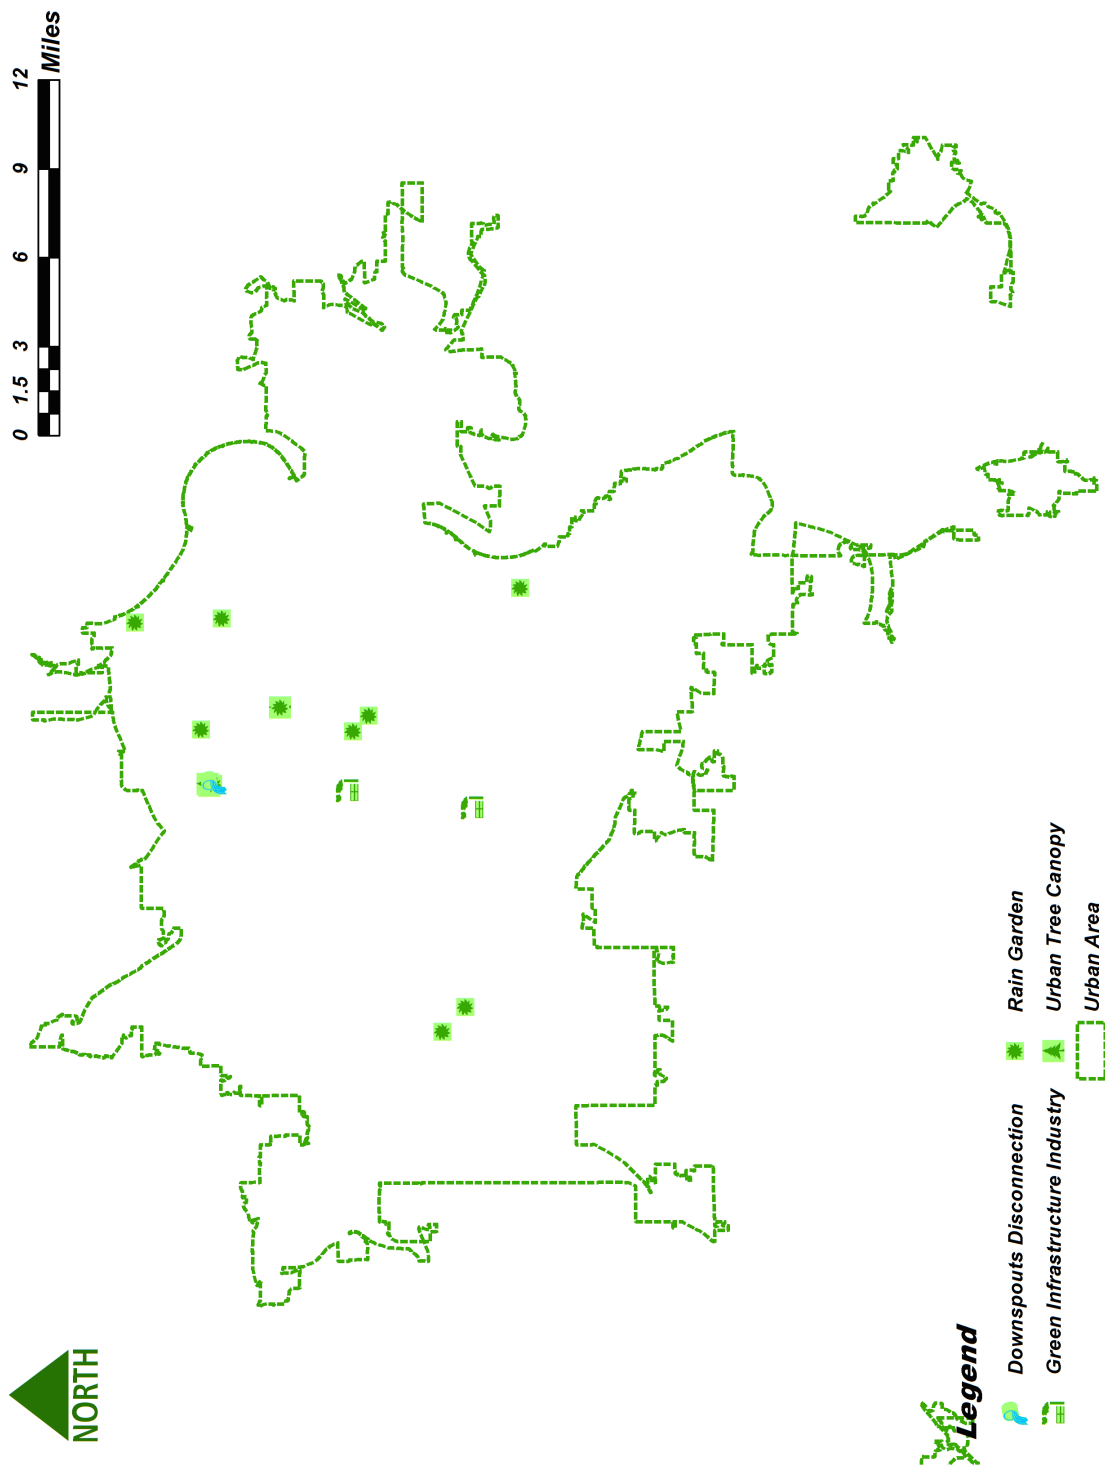 0 1.5 3 6 9 12
Miles
NORTH
Legend
Downspouts Disconnection
Rain Garden
Green Infrastructure Industry
Urban Tree Canopy
Urban Area